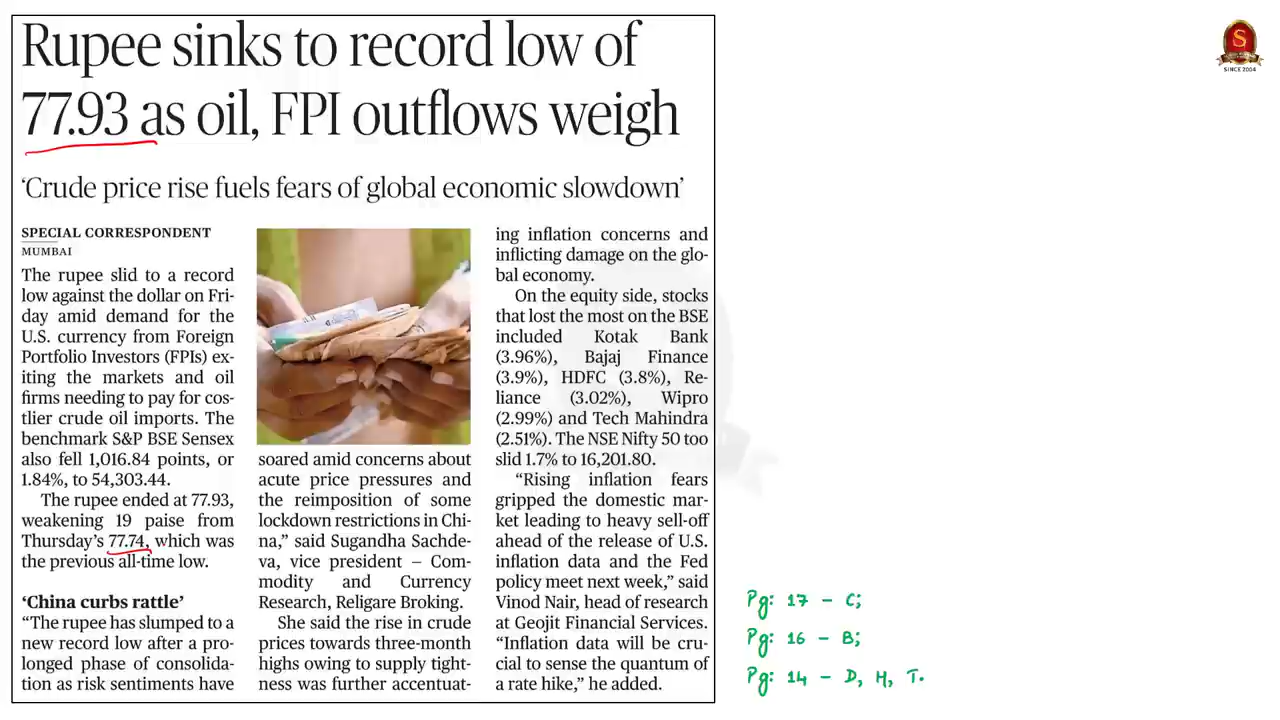 Rupee sinks to record low of
77.93 as oil, FPI outflows weigh
‘Crude price rise fuels fears of global economic slowdown’
SPECIAL CORRESPONDENT
MUMBAI
The rupee slid to a record
low against the dollar on Fri-
day amid demand for the
U.S. currency from Foreign
Portfolio Investors (FPIs) ex-
iting the markets and oil
firms needing to pay for cos-
tlier crude oil imports. The
benchmark S&P BSE Sensex
also fell 1,016.84 points, or
1.84%, to 54,303.44.
The rupee ended at 77.93,
weakening 19 paise from
Thursday’s 77.74, which was
the previous all-time low.
‘China curbs rattle’
“The rupee has slumped to a
new record low after a pro-
longed phase of consolida-
tion as risk sentiments have
soared amid concerns about
acute price pressures and
the reimposition of some
lockdown restrictions in Chi-
na,” said Sugandha Sachde-
va, vice president – Com-
modity and Currency
Research, Religare Broking.
She said the rise in crude
prices towards three-month
highs owing to supply tight-
ness was further accentuat-
ing inflation concerns and
inflicting damage on the glo-
bal economy.
On the equity side, stocks
that lost the most on the BSE
included Kotak Bank
(3.96%), Bajaj Finance
(3.9%), HDFC (3.8%), Re-
liance (3.02%), Wipro
(2.99%) and Tech Mahindra
(2.51%). The NSE Nifty 50 too
slid 1.7% to 16,201.80.
“Rising inflation fears
gripped the domestic mar-
ket leading to heavy sell-off
ahead of the release of U.S.
inflation data and the Fed
policy meet next week,” said
Vinod Nair, head of research
at Geojit Financial Services.
“Inflation data will be cru-
cial to sense the quantum of
a rate hike,” he added.
S
SINCE 2004
Pg: 17 - C;
Pg: 16 - B;
Pg: 14 - D, H, T.